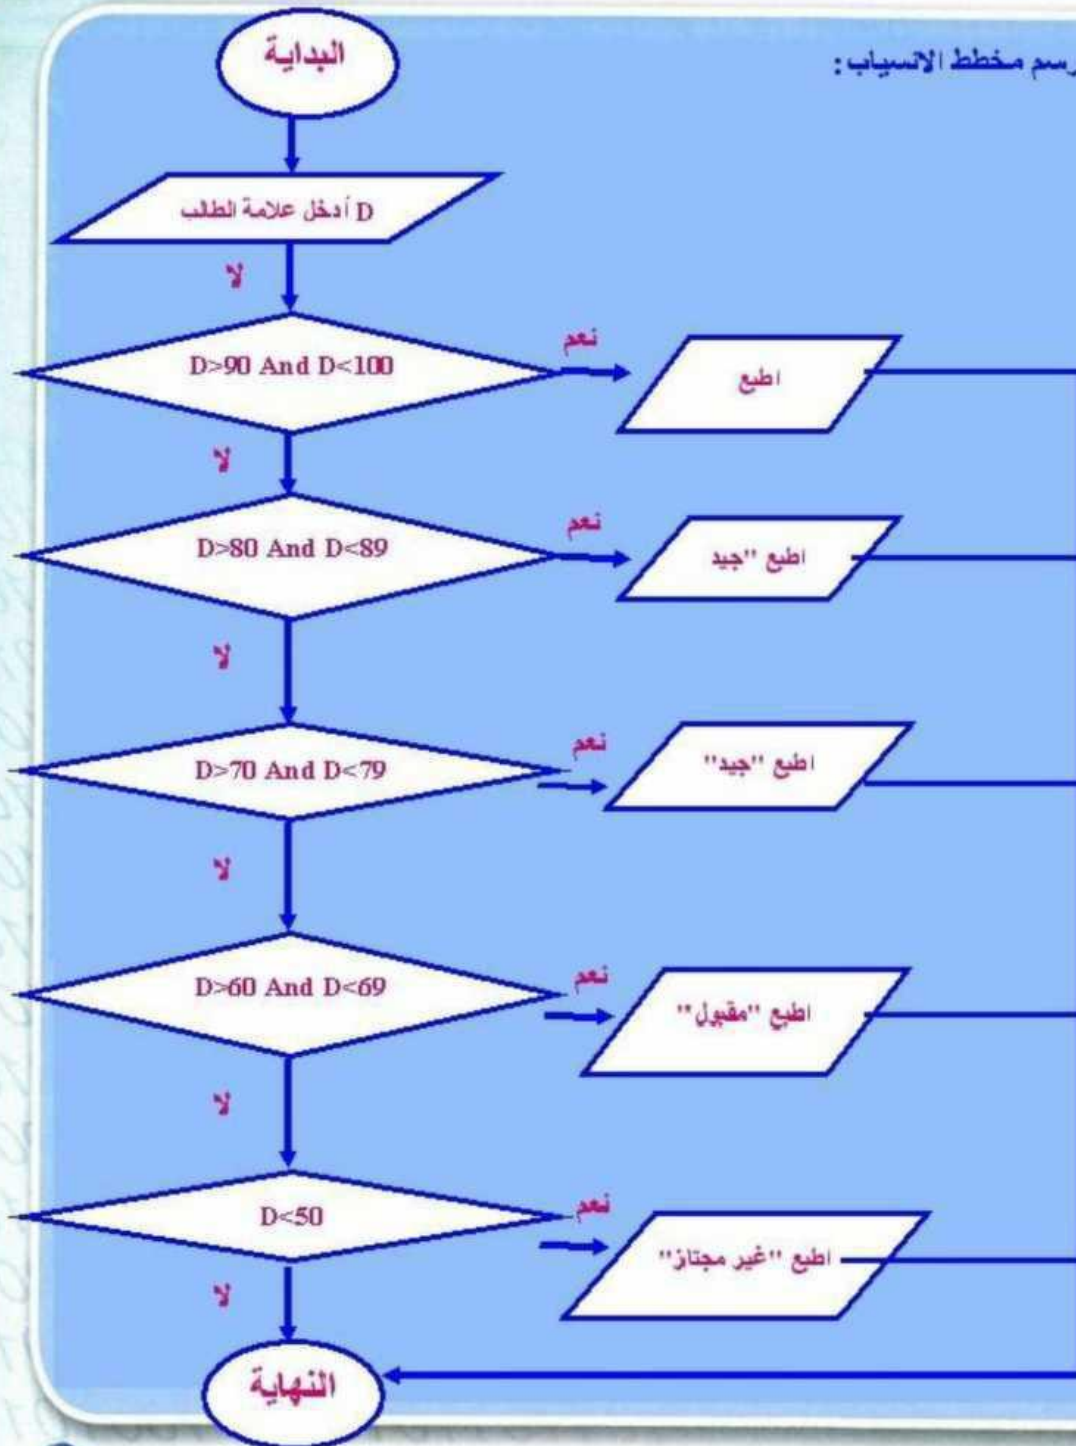 رسم مخطط الانسياب:
البداية
D أدخل علامة الطالب
لا
D>90 And D<100
نعم
اطبع
لا
D>80 And D<89
نعم
اطبع "جيد
لا
D>70 And D<79
نعم
اطبع "جيد"
لا
D>60 And D<69
نعم
اطبع "مقبول"
لا
D<50
نعم
اطبع "غير مجتاز"
لا
النهاية